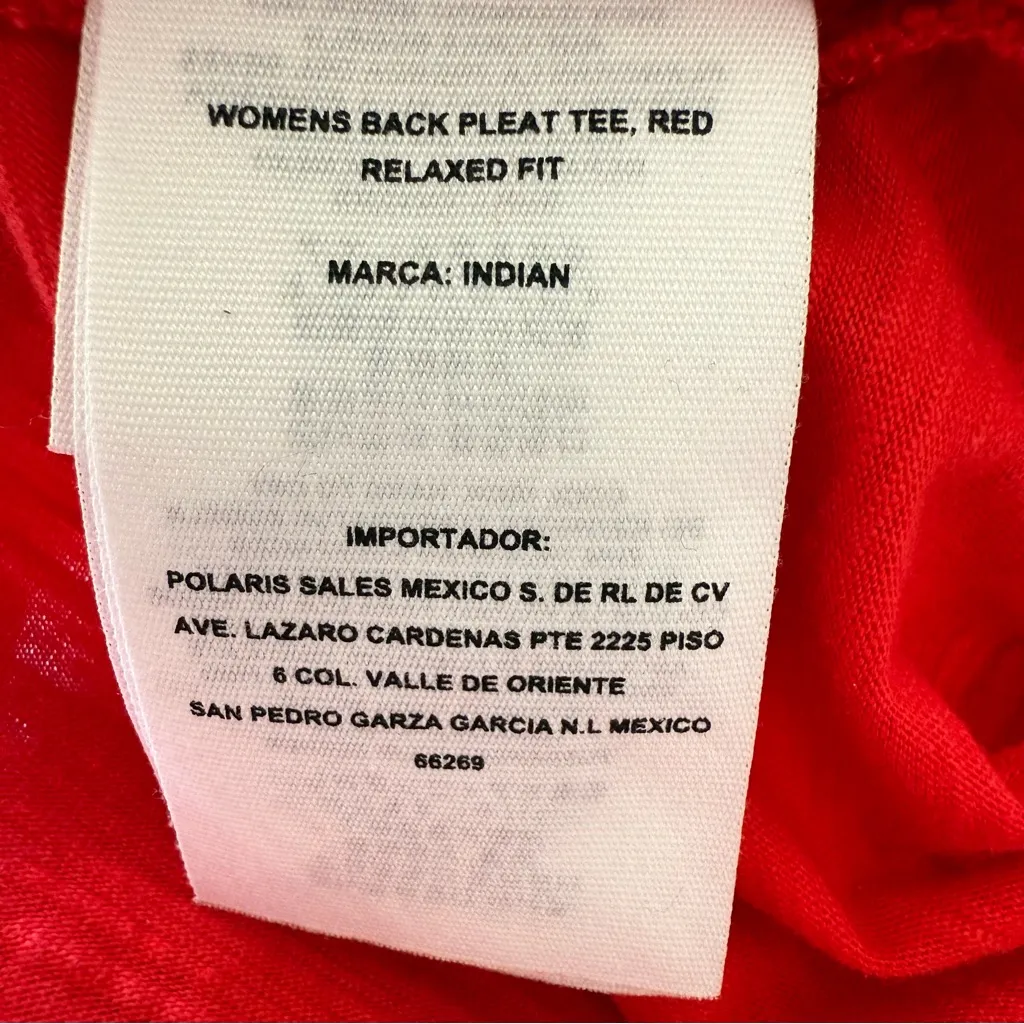 WOMENS BACK PLEAT TEE, RED
RELAXED FIT
MARCA: INDIAN
IMPORTADOR:
POLARIS SALES MEXICO S. DE RL DE CV
AVE. LAZARO CARDENAS PTE 2225 PISO
6 COL. VALLE DE ORIENTE
SAN PEDRO GARZA GARCIA N.L MEXICO
66269